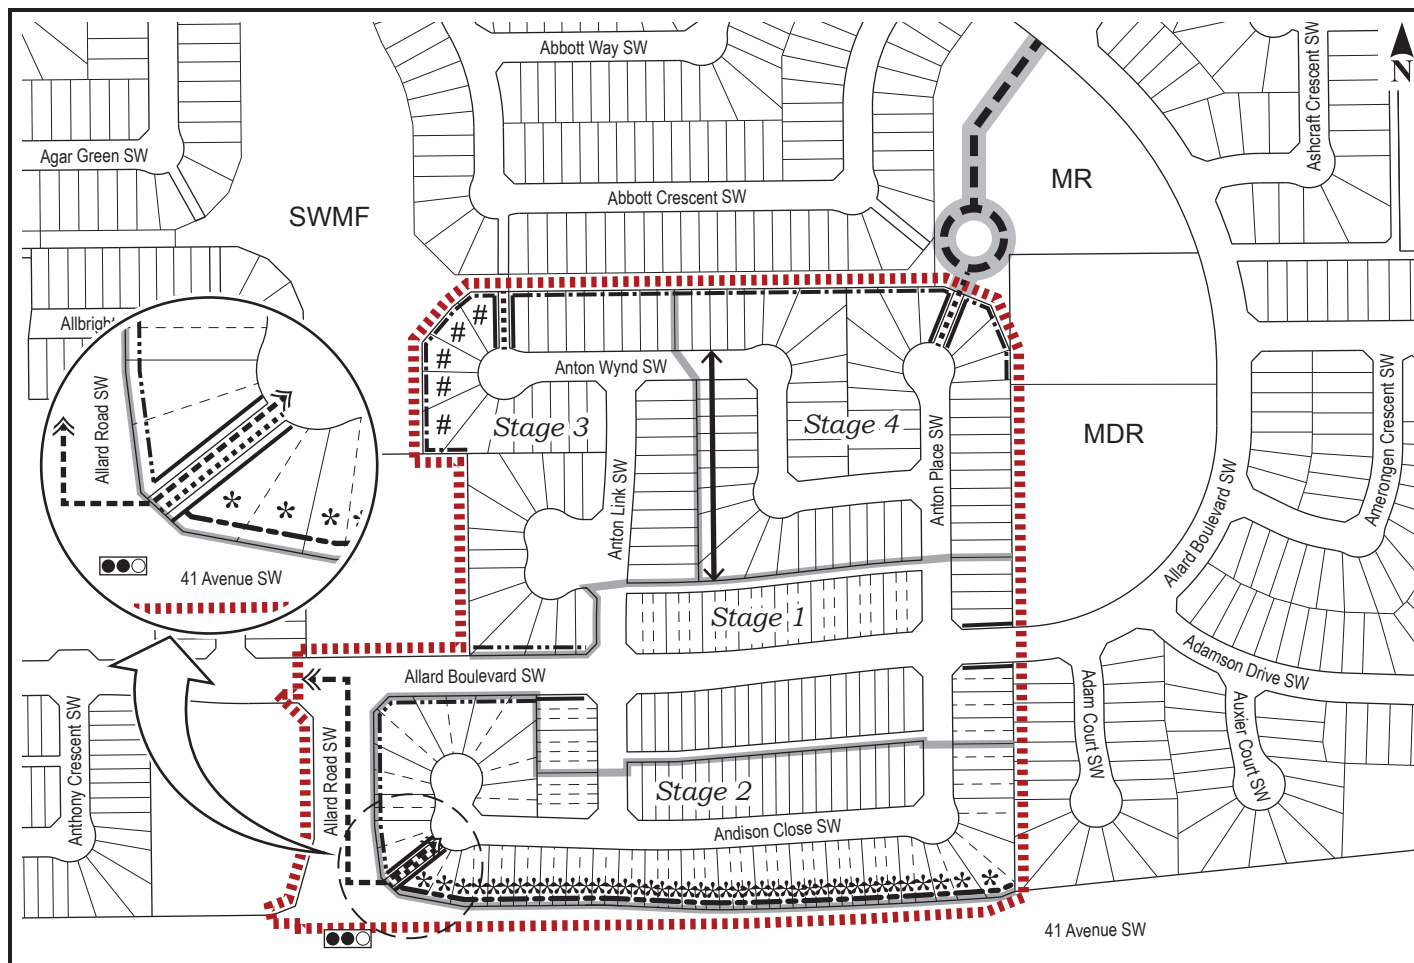 Abbott Way SW
Ashcraft Crescent SW
N
Agar Green SW
MR
Abbott Crescent SW
SWMF
Allbright
Anton Wynd SW
Allard Road SW
Stage 3
Stage 4
MDR
Amerongen Crescent SW
Anton Place SW
Anton Link SW
Allard Boulevard SW
41 Avenue SW
Stage 1
Allard Boulevard SW
Adamson Drive SW
Anthony Crescent SW
Allard Road SW
Adam Court SW
Auxier Court SW
Stage 2
Andison Close SW
41 Avenue SW